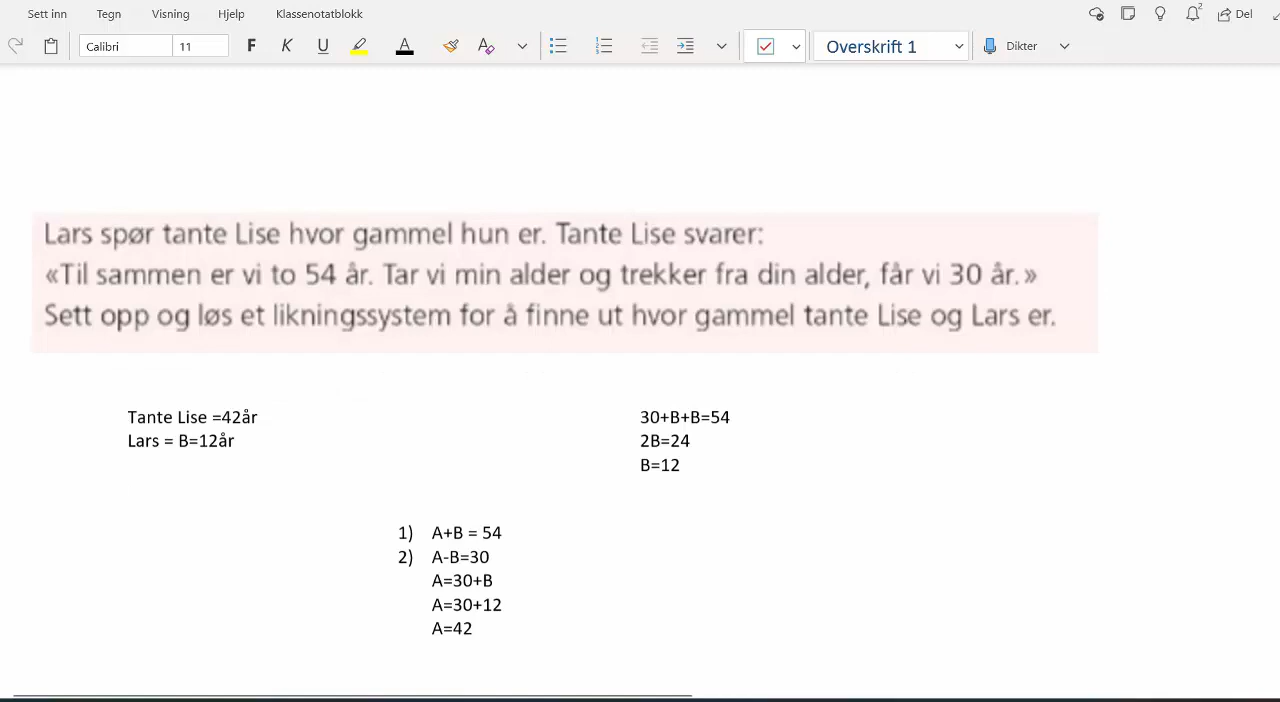 Sett inn Tegn Visning Hjelp Klassenotatblokk
2 Del
Calibri 11 F K U A A Overskrift 1 Dikter
Lars spør tante Lise hvor gammel hun er. Tante Lise svarer:
«Til sammen er vi to 54 år. Tar vi min alder og trekker fra din alder, får vi 30 år.»
Sett opp og løs et likningssystem for å finne ut hvor gammel tante Lise og Lars er.
Tante Lise =42år
Lars = B=12år
30+B+B=54
2B=24
B=12
1) A+B = 54
2) A-B=30
A=30+B
A=30+12
A=42